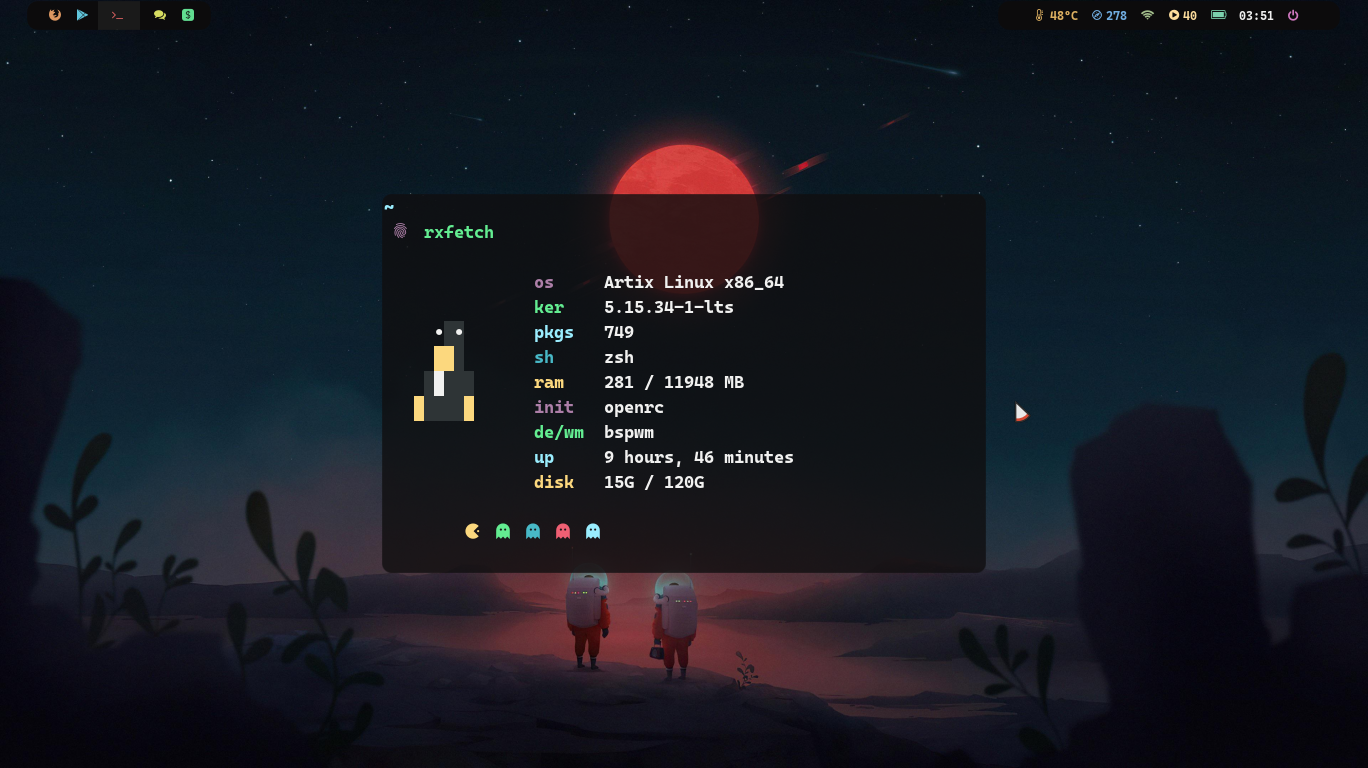 >_ $ 48°C 278 40 03:51
~
rxfetch
os Artix Linux x86_64
ker 5.15.34-1-lts
pkgs 749
sh zsh
ram 281 / 11948 MB
init openrc
de/wm bspwm
up 9 hours, 46 minutes
disk 15G / 120G